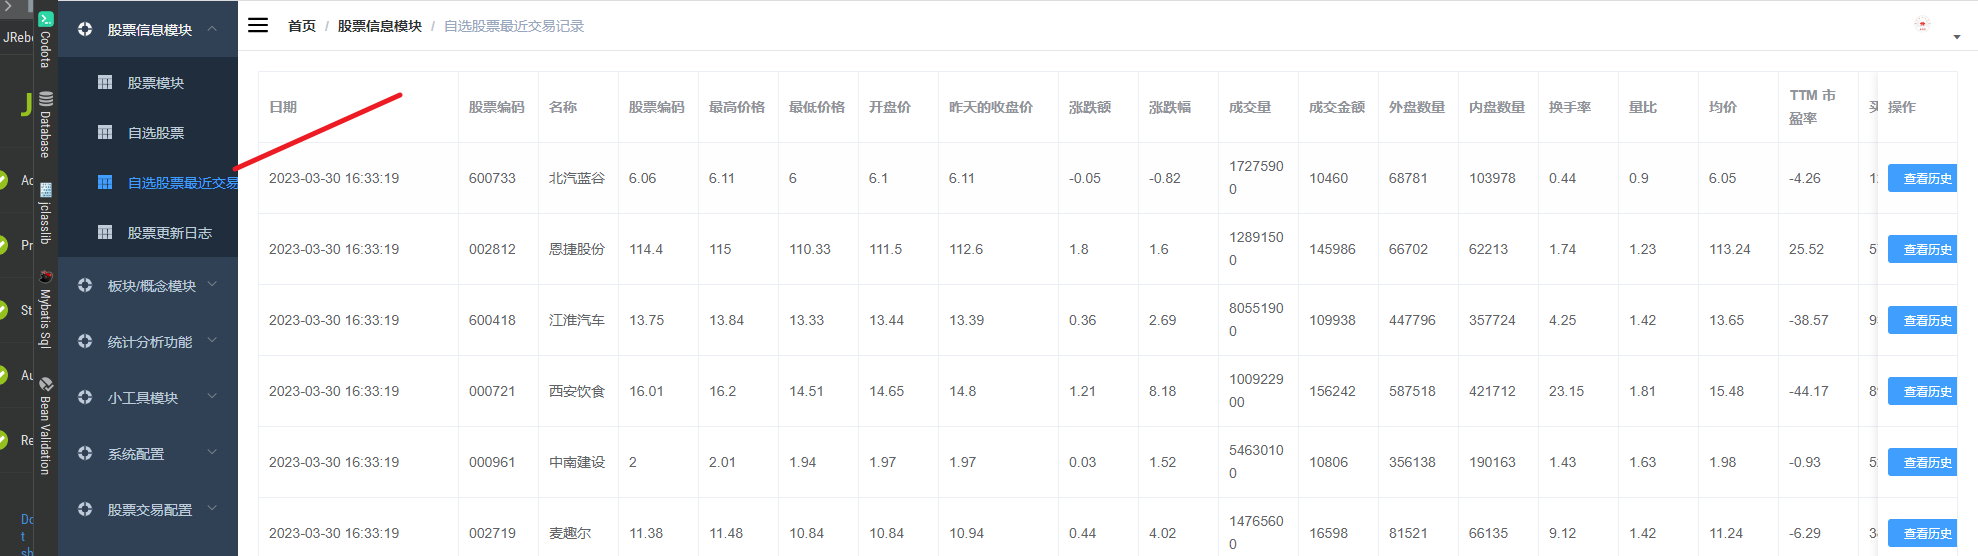 JRebe
Codota
Database
jclasslib
Mybatis Sql
Bean Validation
J
Ac
Pr
St
Au
Re
Do
t
sh
股票信息模块
股票模块
自选股票
自选股票最近交易
股票更新日志
板块/概念模块
统计分析功能
小工具模块
系统配置
股票交易配置
首页 / 股票信息模块 / 自选股票最近交易记录
日期 股票编码 名称 股票编码 最高价格 最低价格 开盘价 昨天的收盘价 涨跌额 涨跌幅 成交量 成交金额 外盘数量 内盘数量 换手率 量比 均价 TTM 市盈率 操作
2023-03-30 16:33:19 600733 北汽蓝谷 6.06 6.11 6 6.1 6.11 -0.05 -0.82 17275900 10460 68781 103978 0.44 0.9 6.05 -4.26 查看历史
2023-03-30 16:33:19 002812 恩捷股份 114.4 115 110.33 111.5 112.6 1.8 1.6 12891500 145986 66702 62213 1.74 1.23 113.24 25.52 查看历史
2023-03-30 16:33:19 600418 江淮汽车 13.75 13.84 13.33 13.44 13.39 0.36 2.69 80551900 109938 447796 357724 4.25 1.42 13.65 -38.57 查看历史
2023-03-30 16:33:19 000721 西安饮食 16.01 16.2 14.51 14.65 14.8 1.21 8.18 100922900 156242 587518 421712 23.15 1.81 15.48 -44.17 查看历史
2023-03-30 16:33:19 000961 中南建设 2 2.01 1.94 1.97 1.97 0.03 1.52 54630100 10806 356138 190163 1.43 1.63 1.98 -0.93 查看历史
2023-03-30 16:33:19 002719 麦趣尔 11.38 11.48 10.84 10.84 10.94 0.44 4.02 14765600 16598 81521 66135 9.12 1.42 11.24 -6.29 查看历史